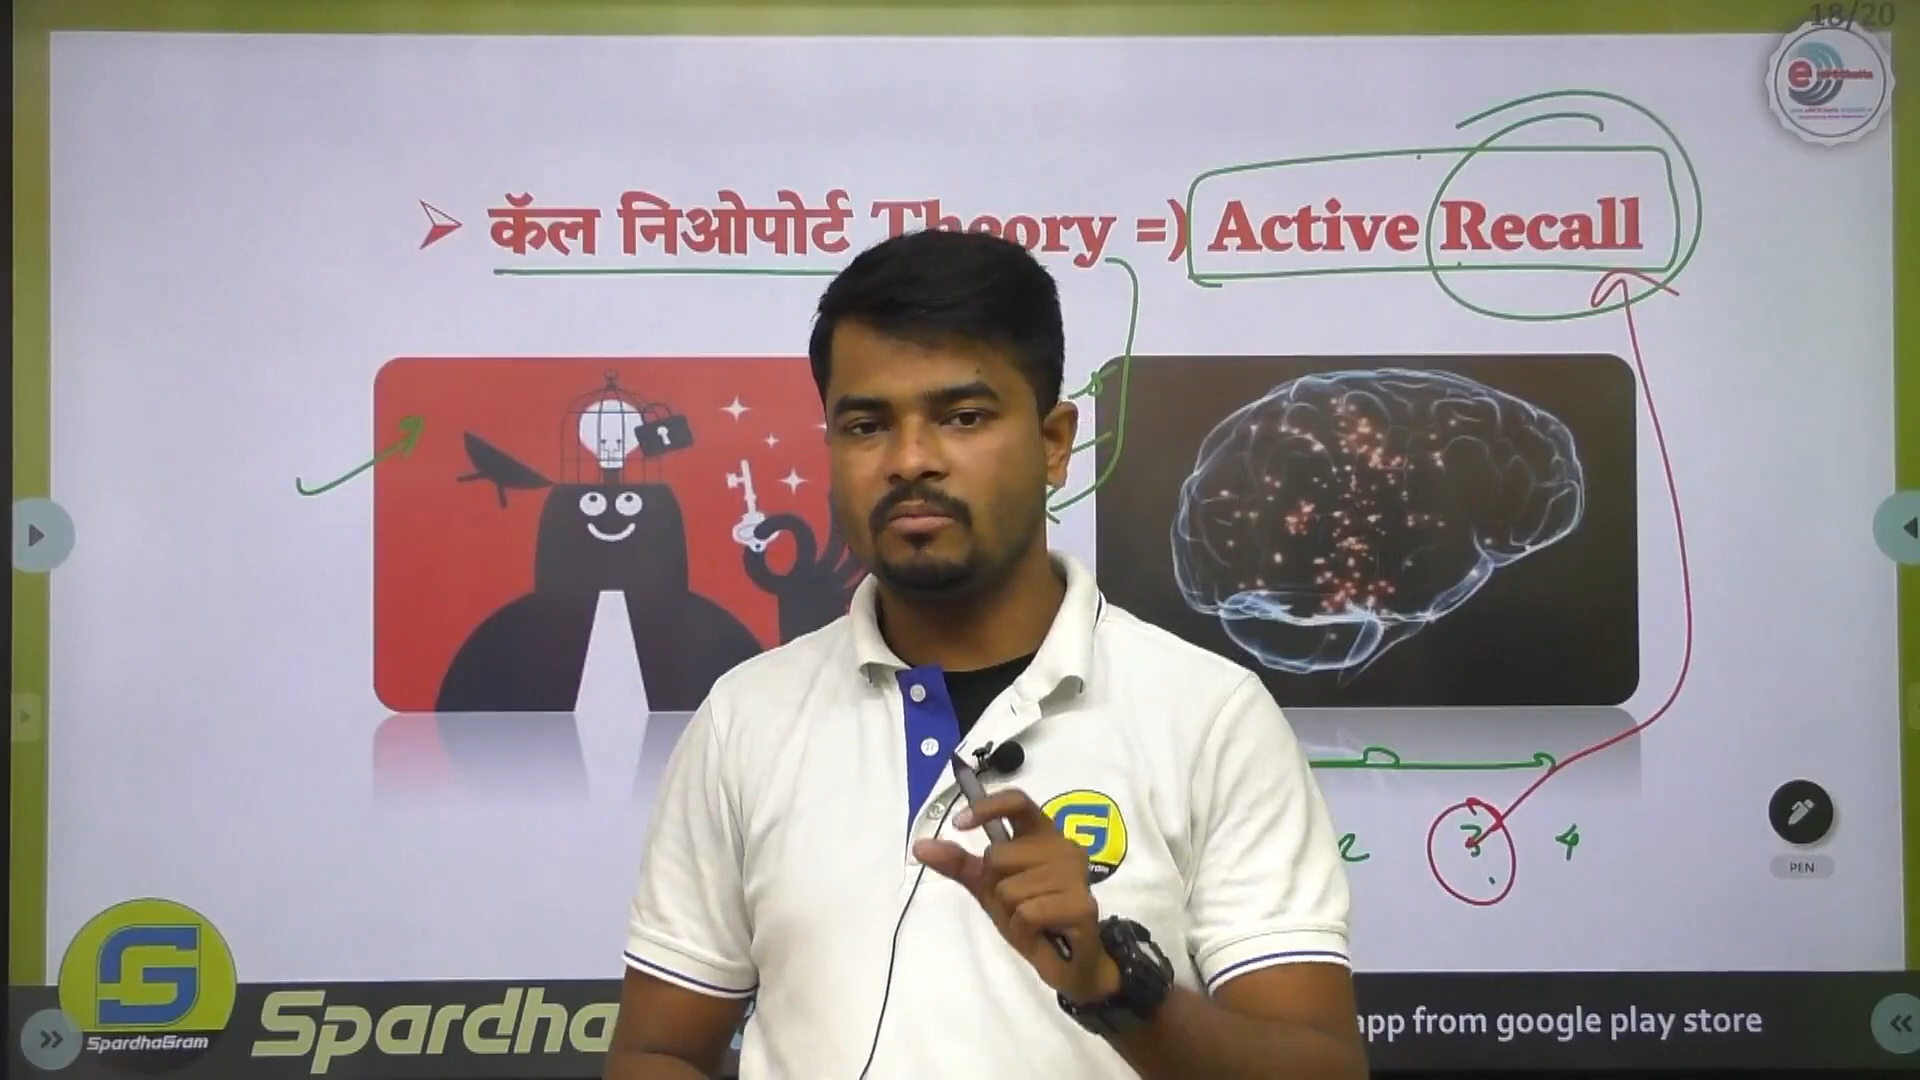 18/20
➢ कॅल निओपोर्ट Theory =) Active Recall
2 3 4
PEN
SpardhaGram
Spardha
app from google play store